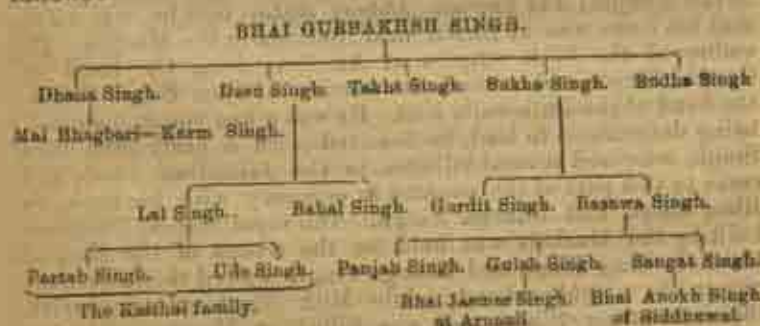 BHAI GURBAKHSH SINGH.
Dhana Singh. Desu Singh. Takht Singh. Sukha Singh. Budha Singh
Mai Bhagbari—Karm Singh.
Lal Singh. Bahal Singh. Gurdit Singh. Basawa Singh.
Partab Singh. Ude Singh. Panjab Singh. Gulab Singh. Sangat Singh.
The Kaithal family. Bhai Jasmer Singh. Bhai Anokh Singh
at Arnauli of Siddhuwal.